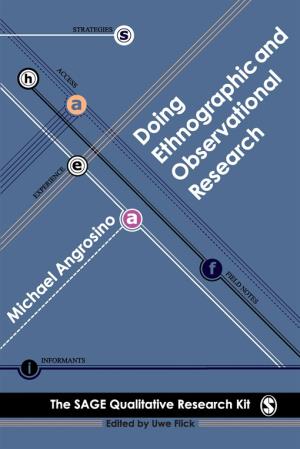 STRATEGIES
s
h
ACCESS
a
Doing
Ethnographic and
Observational
Research
EXPERIENCE
e
a
Michael Angrosino
f
FIELD NOTES
i
INFORMANTS
The SAGE Qualitative Research Kit
S
Edited by Uwe Flick